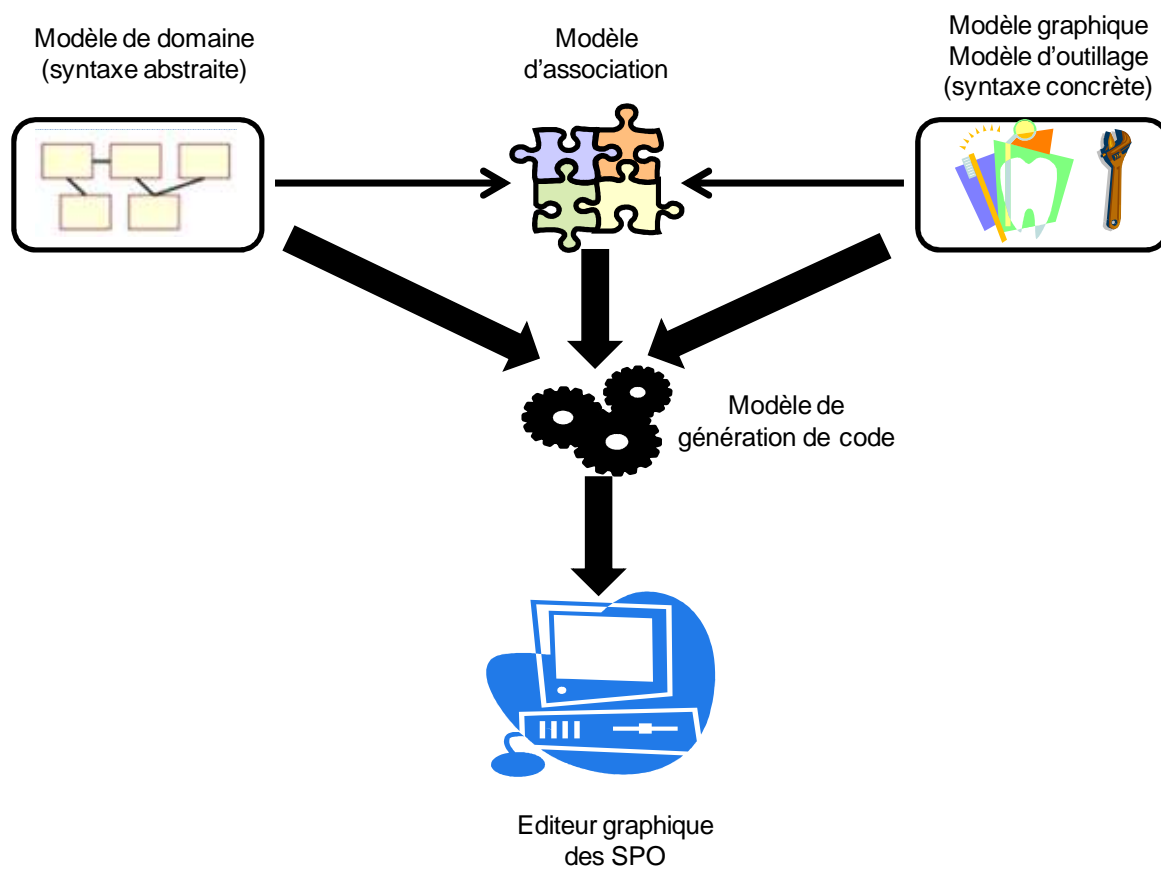 Modèle de domaine
(syntaxe abstraite)
Modèle
d'association
Modèle graphique
Modèle d'outillage
(syntaxe concrète)
Modèle de
génération de code
Editeur graphique
des SPO